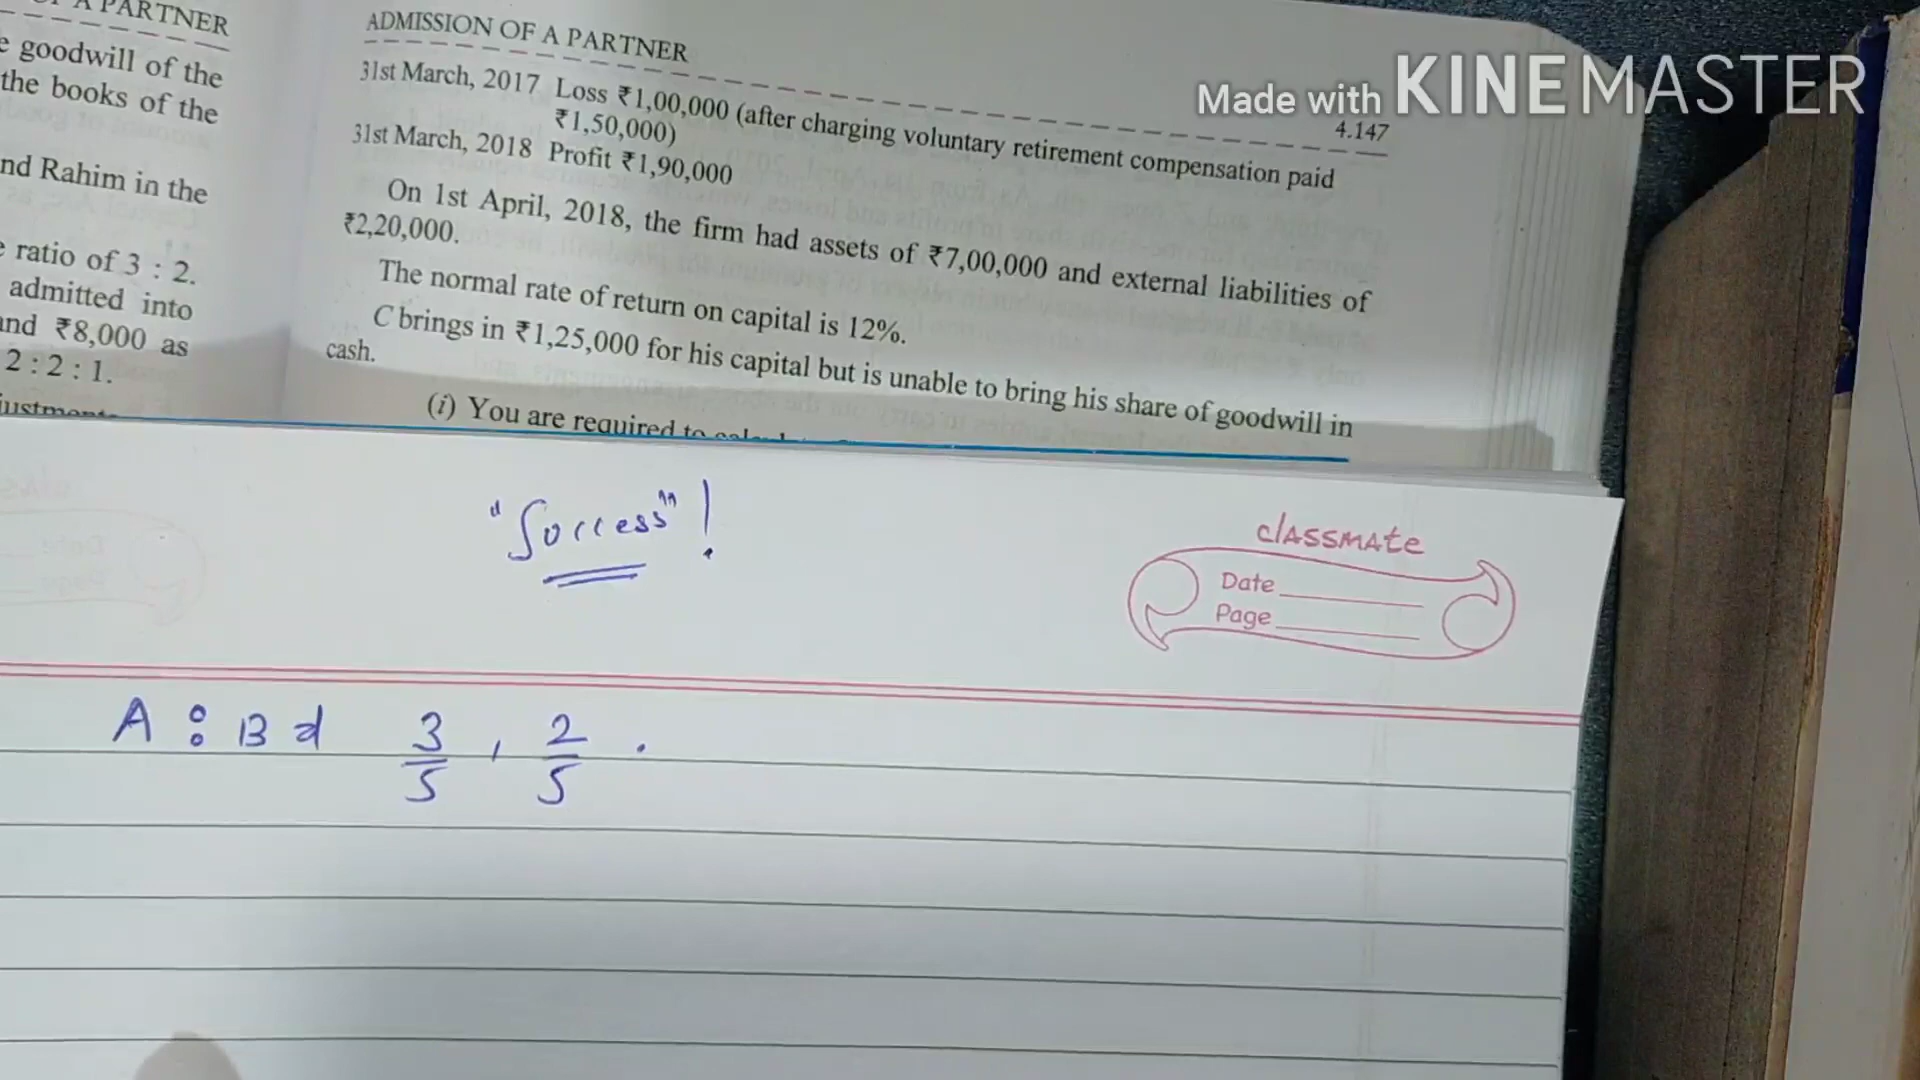 A PARTNER
goodwill of the
the books of the
nd Rahim in the
ratio of 3 : 2.
admitted into
and ₹8,000 as
2 : 2 : 1.
ADMISSION OF A PARTNER
4.147
31st March, 2017 Loss ₹1,00,000 (after charging voluntary retirement compensation paid
₹1,50,000)
31st March, 2018 Profit ₹1,90,000
On 1st April, 2018, the firm had assets of ₹7,00,000 and external liabilities of
₹2,20,000.
The normal rate of return on capital is 12%.
C brings in ₹1,25,000 for his capital but is unable to bring his share of goodwill in
cash.
(i) You are required to
Made with KINEMASTER
"Success"!
classmate
Date
Page
A : B 3/5 , 2/5 .